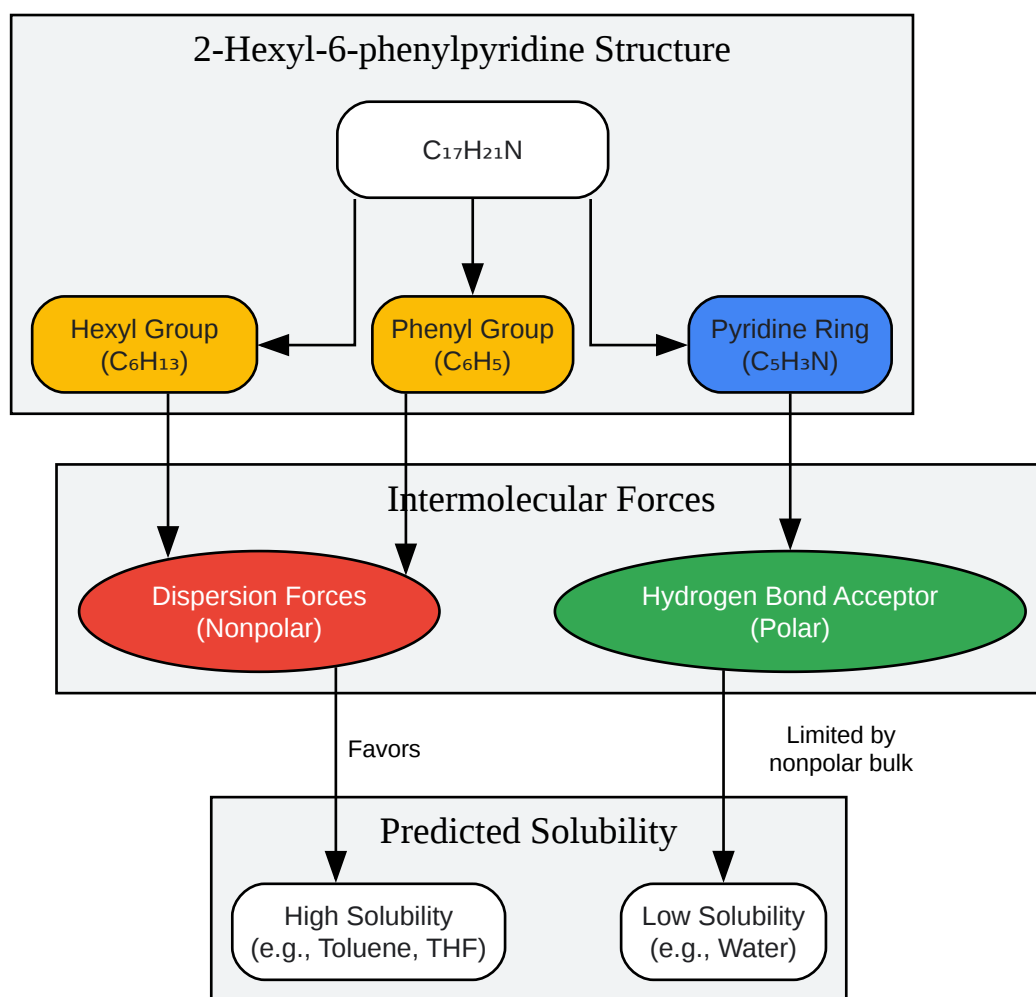 2-Hexyl-6-phenylpyridine Structure
C₁₇H₂₁N
Hexyl Group
(C₆H₁₃)
Phenyl Group
(C₆H₅)
Pyridine Ring
(C₅H₃N)
Intermolecular Forces
Dispersion Forces
(Nonpolar)
Hydrogen Bond Acceptor
(Polar)
Favors
Limited by
nonpolar bulk
Predicted Solubility
High Solubility
(e.g., Toluene, THF)
Low Solubility
(e.g., Water)